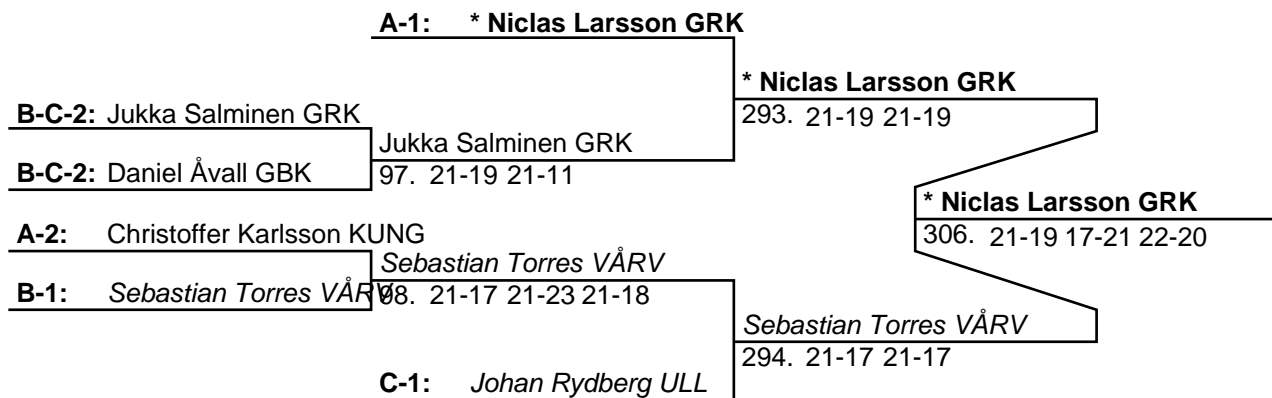 A-1: * Niclas Larsson GRK
* Niclas Larsson GRK
293. 21-19 21-19
B-C-2: Jukka Salminen GRK
Jukka Salminen GRK
97. 21-19 21-11
B-C-2: Daniel Åvall GBK
* Niclas Larsson GRK
306. 21-19 17-21 22-20
A-2: Christoffer Karlsson KUNG
Sebastian Torres VÅRV
98. 21-17 21-23 21-18
B-1: Sebastian Torres VÅRV
Sebastian Torres VÅRV
294. 21-17 21-17
C-1: Johan Rydberg ULL